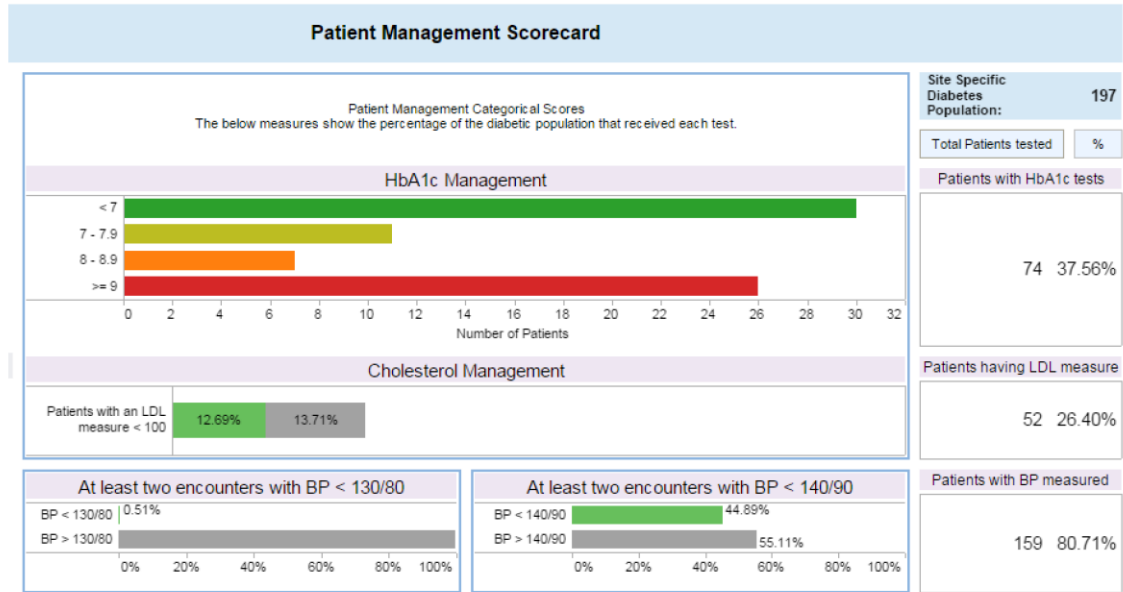 Patient Management Scorecard
Patient Management Categorical Scores
The below measures show the percentage of the diabetic population that received each test.
HbA1c Management
< 7
7 - 7.9
8 - 8.9
>= 9
0 2 4 6 8 10 12 14 16 18 20 22 24 26 28 30 32
Number of Patients
Cholesterol Management
Patients with an LDL
measure < 100
12.69% 13.71%
At least two encounters with BP < 130/80
BP < 130/80 0.51%
BP > 130/80
0% 20% 40% 60% 80% 100%
At least two encounters with BP < 140/90
BP < 140/90 44.89%
BP > 140/90 55.11%
0% 20% 40% 60% 80% 100%
Site Specific
Diabetes
Population:
197
Total Patients tested %
Patients with HbA1c tests
74 37.56%
Patients having LDL measure
52 26.40%
Patients with BP measured
159 80.71%